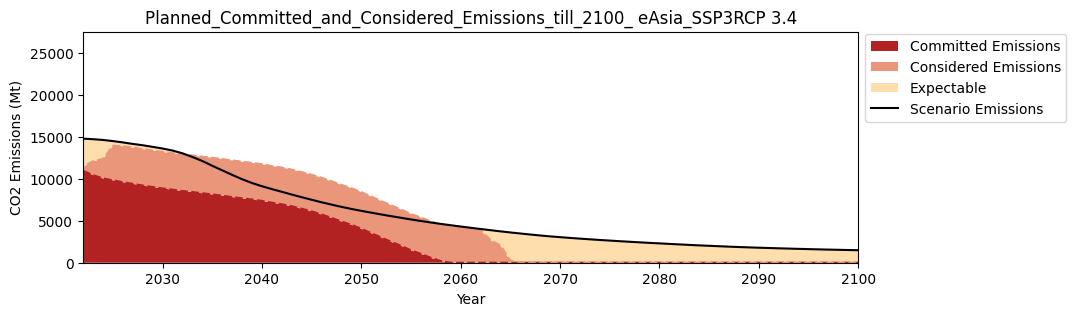 Planned_Committed_and_Considered_Emissions_till_2100_ eAsia_SSP3RCP 3.4
CO2 Emissions (Mt)
25000
20000
15000
10000
5000
0
2030 2040 2050 2060 2070 2080 2090 2100
Year
Committed Emissions
Considered Emissions
Expectable
Scenario Emissions